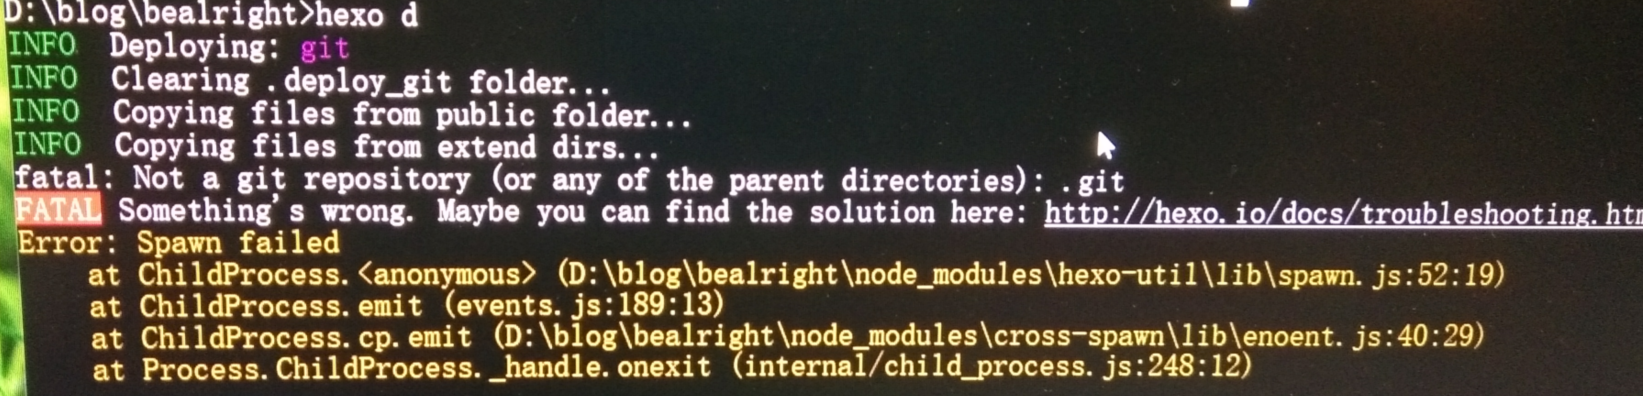 D:\blog\bealright>hexo d
INFO  Deploying: git
INFO  Clearing .deploy_git folder...
INFO  Copying files from public folder...
INFO  Copying files from extend dirs...
fatal: Not a git repository (or any of the parent directories): .git
FATAL Something's wrong. Maybe you can find the solution here: http://hexo.io/docs/troubleshooting.htm
Error: Spawn failed
    at ChildProcess.<anonymous> (D:\blog\bealright\node_modules\hexo-util\lib\spawn.js:52:19)
    at ChildProcess.emit (events.js:189:13)
    at ChildProcess.cp.emit (D:\blog\bealright\node_modules\cross-spawn\lib\enoent.js:40:29)
    at Process.ChildProcess._handle.onexit (internal/child_process.js:248:12)